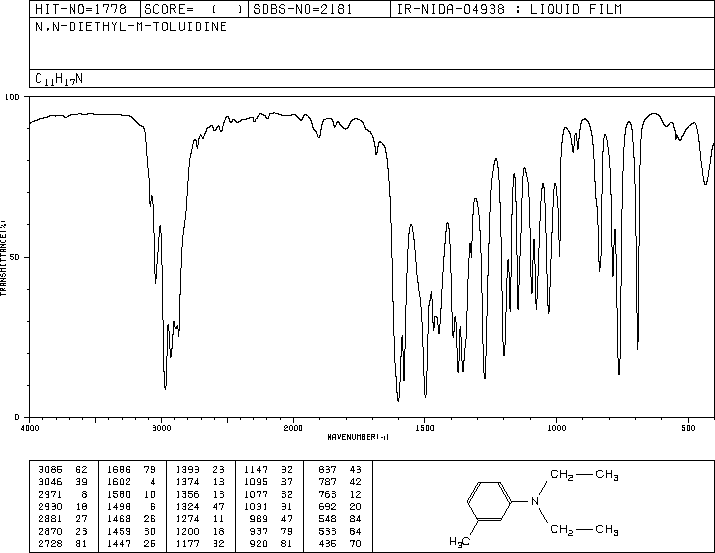 HIT-NO=1778 SCORE= ( ) SDBS-NO=2181 IR-NIDA-04938 : LIQUID FILM
N,N-DIETHYL-M-TOLUIDINE
C11H17N
100
50
0
TRANSMITTANCE(%)
4000 3000 2000 1500 1000 500
WAVENUMBER(-1)
3085 62 1686 79 1393 23 1147 32 837 43
3046 39 1602 4 1374 13 1095 37 787 42
2971 8 1580 10 1356 13 1077 32 763 12
2930 18 1498 6 1324 47 1031 31 692 20
2881 27 1468 26 1274 11 989 47 548 84
2870 23 1459 30 1200 18 937 79 533 84
2728 81 1447 26 1177 32 920 81 436 70
CH2 CH3
N
CH2 CH3
H3C